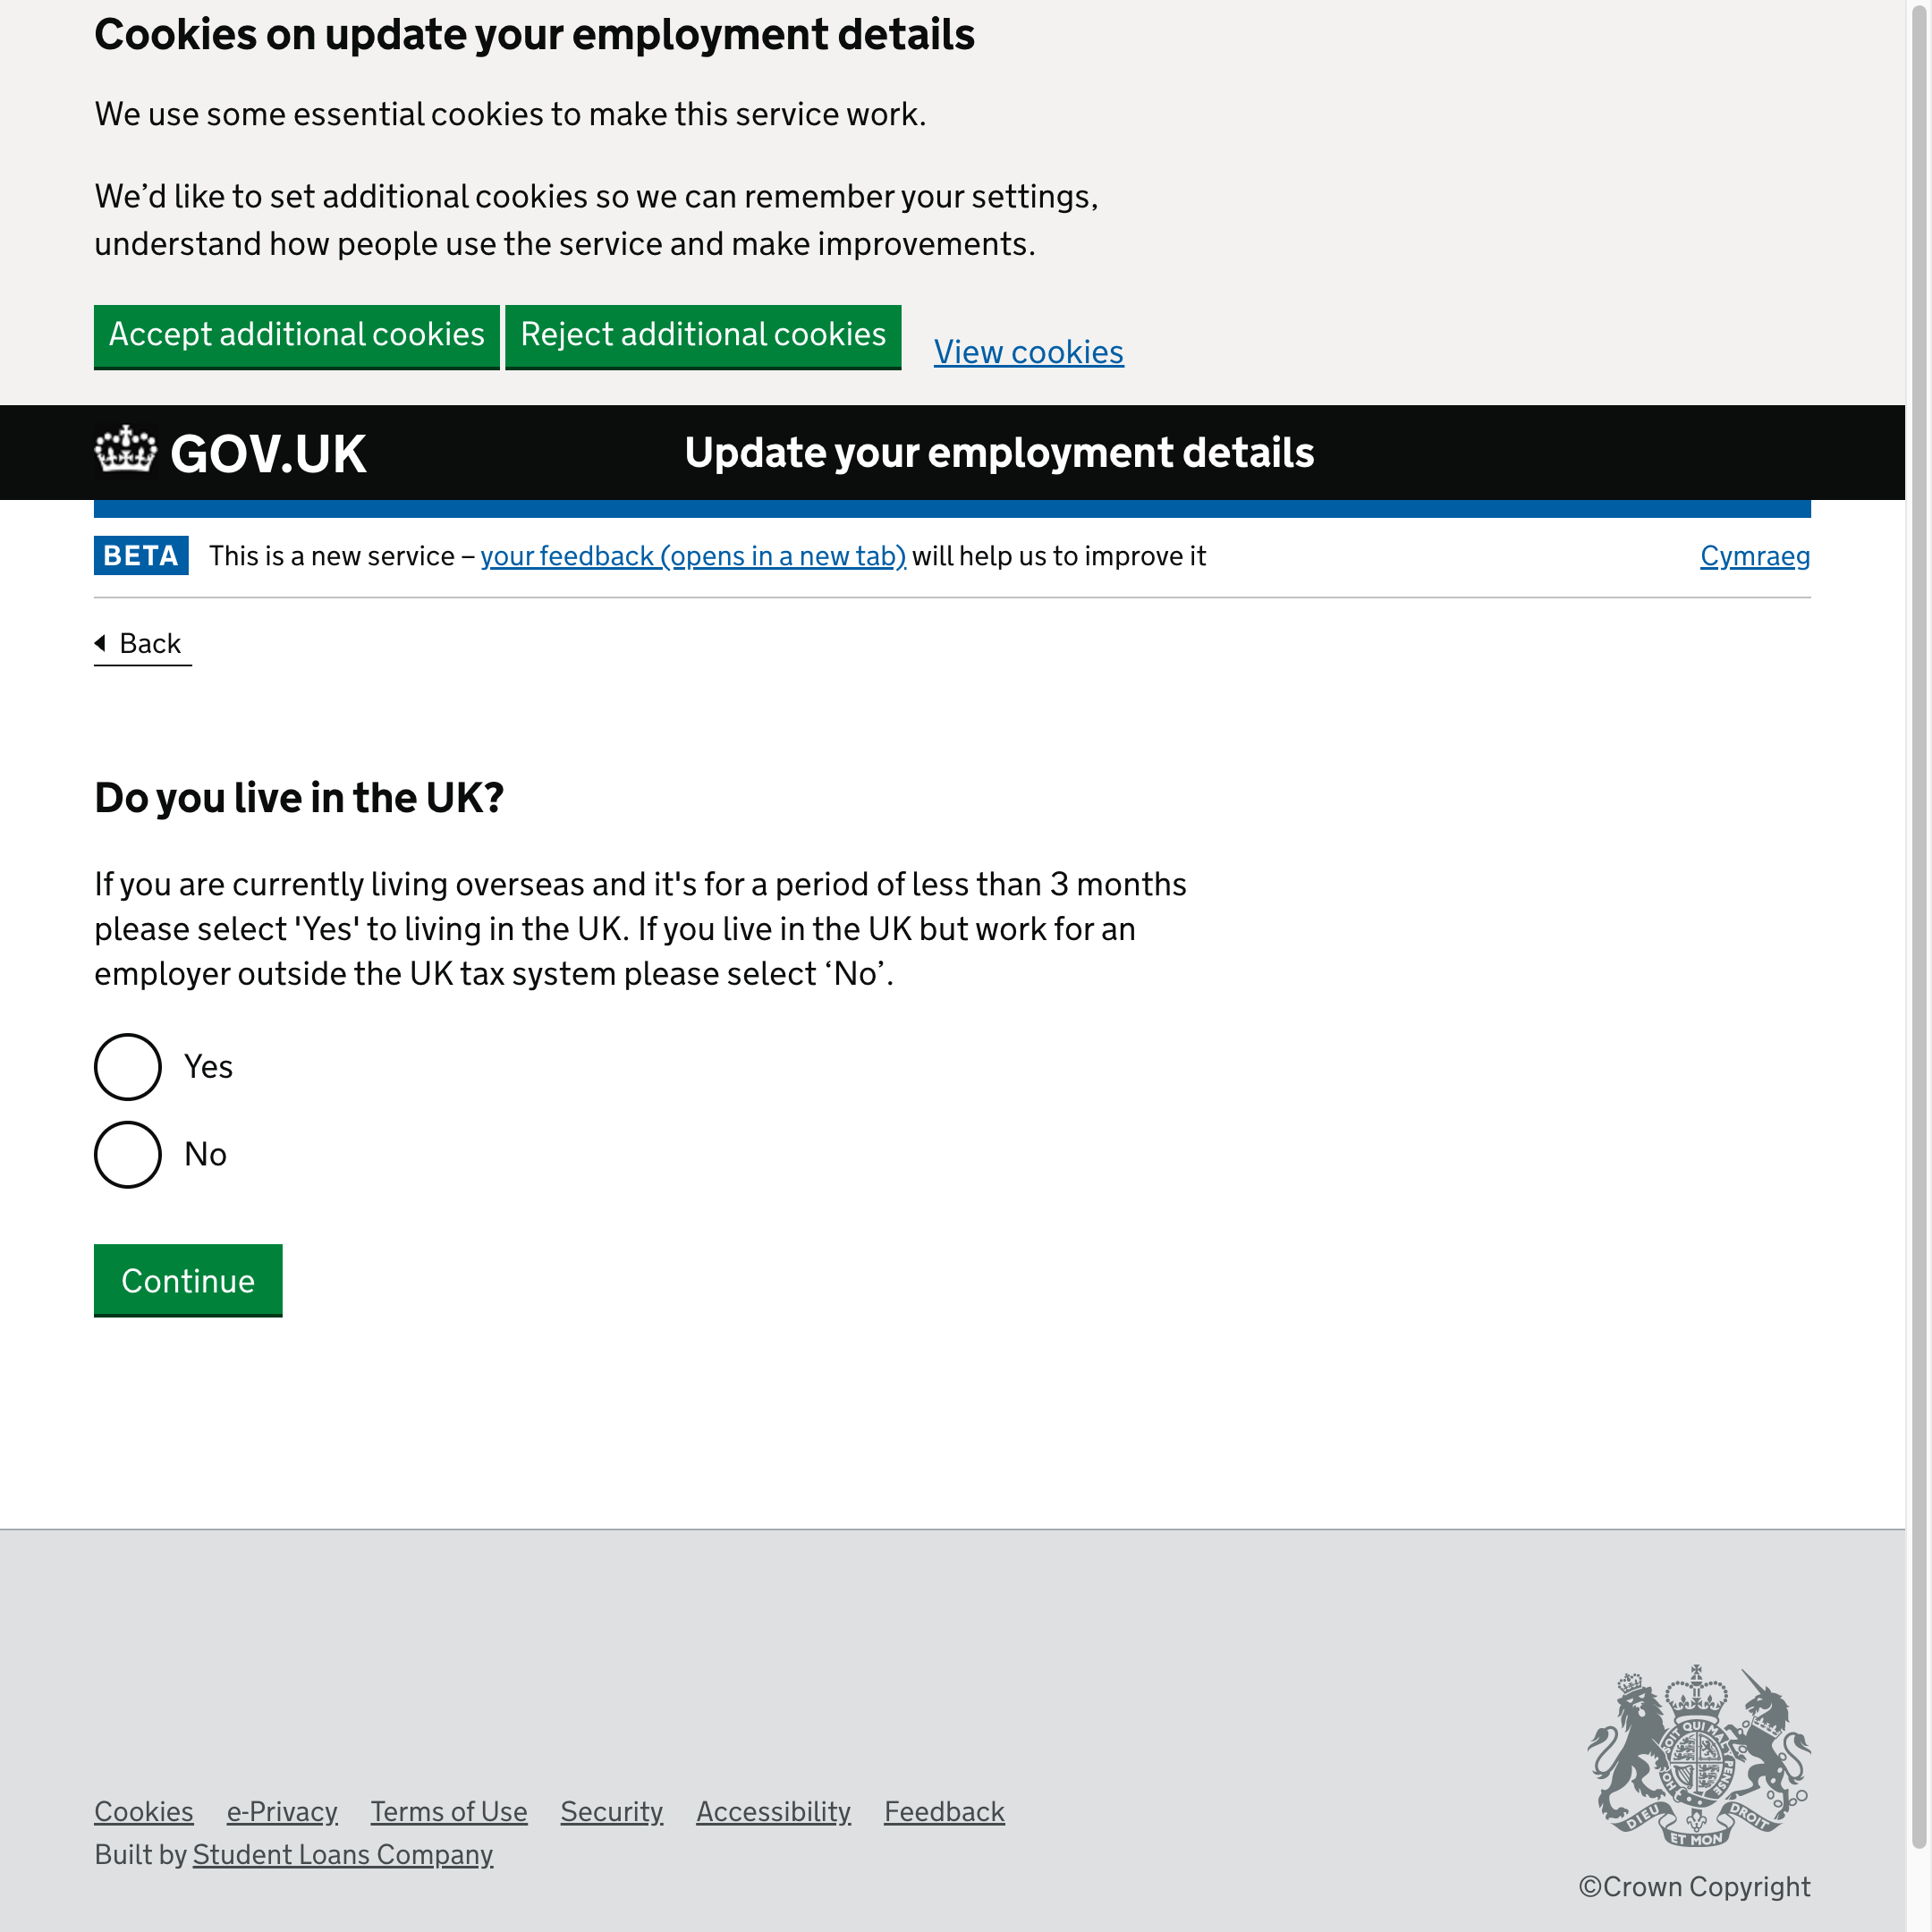 Cookies on update your employment details
We use some essential cookies to make this service work.
We’d like to set additional cookies so we can remember your settings,
understand how people use the service and make improvements.
Accept additional cookies Reject additional cookies View cookies
GOV.UK Update your employment details
BETA This is a new service – your feedback (opens in a new tab) will help us to improve it Cymraeg
Back
Do you live in the UK?
If you are currently living overseas and it's for a period of less than 3 months
please select 'Yes' to living in the UK. If you live in the UK but work for an
employer outside the UK tax system please select ‘No’.
Yes
No
Continue
Cookies e-Privacy Terms of Use Security Accessibility Feedback
Built by Student Loans Company
DIEU ET MON DROIT
©Crown Copyright